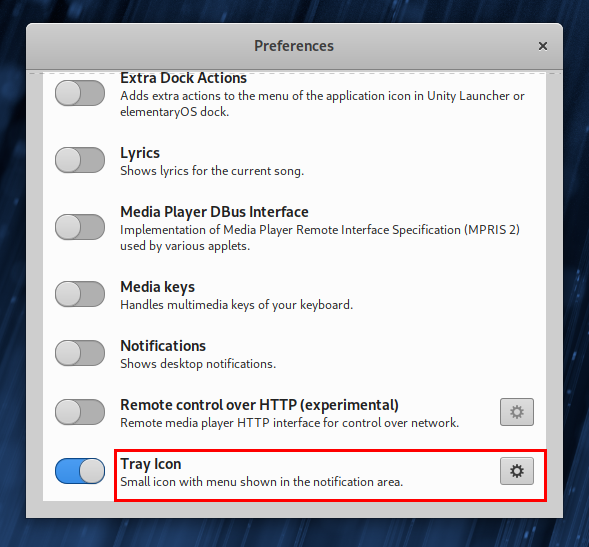 Preferences
Extra Dock Actions
Adds extra actions to the menu of the application icon in Unity Launcher or
elementaryOS dock.
Lyrics
Shows lyrics for the current song.
Media Player DBus Interface
Implementation of Media Player Remote Interface Specification (MPRIS 2)
used by various applets.
Media keys
Handles multimedia keys of your keyboard.
Notifications
Shows desktop notifications.
Remote control over HTTP (experimental)
Remote media player HTTP interface for control over network.
Tray Icon
Small icon with menu shown in the notification area.